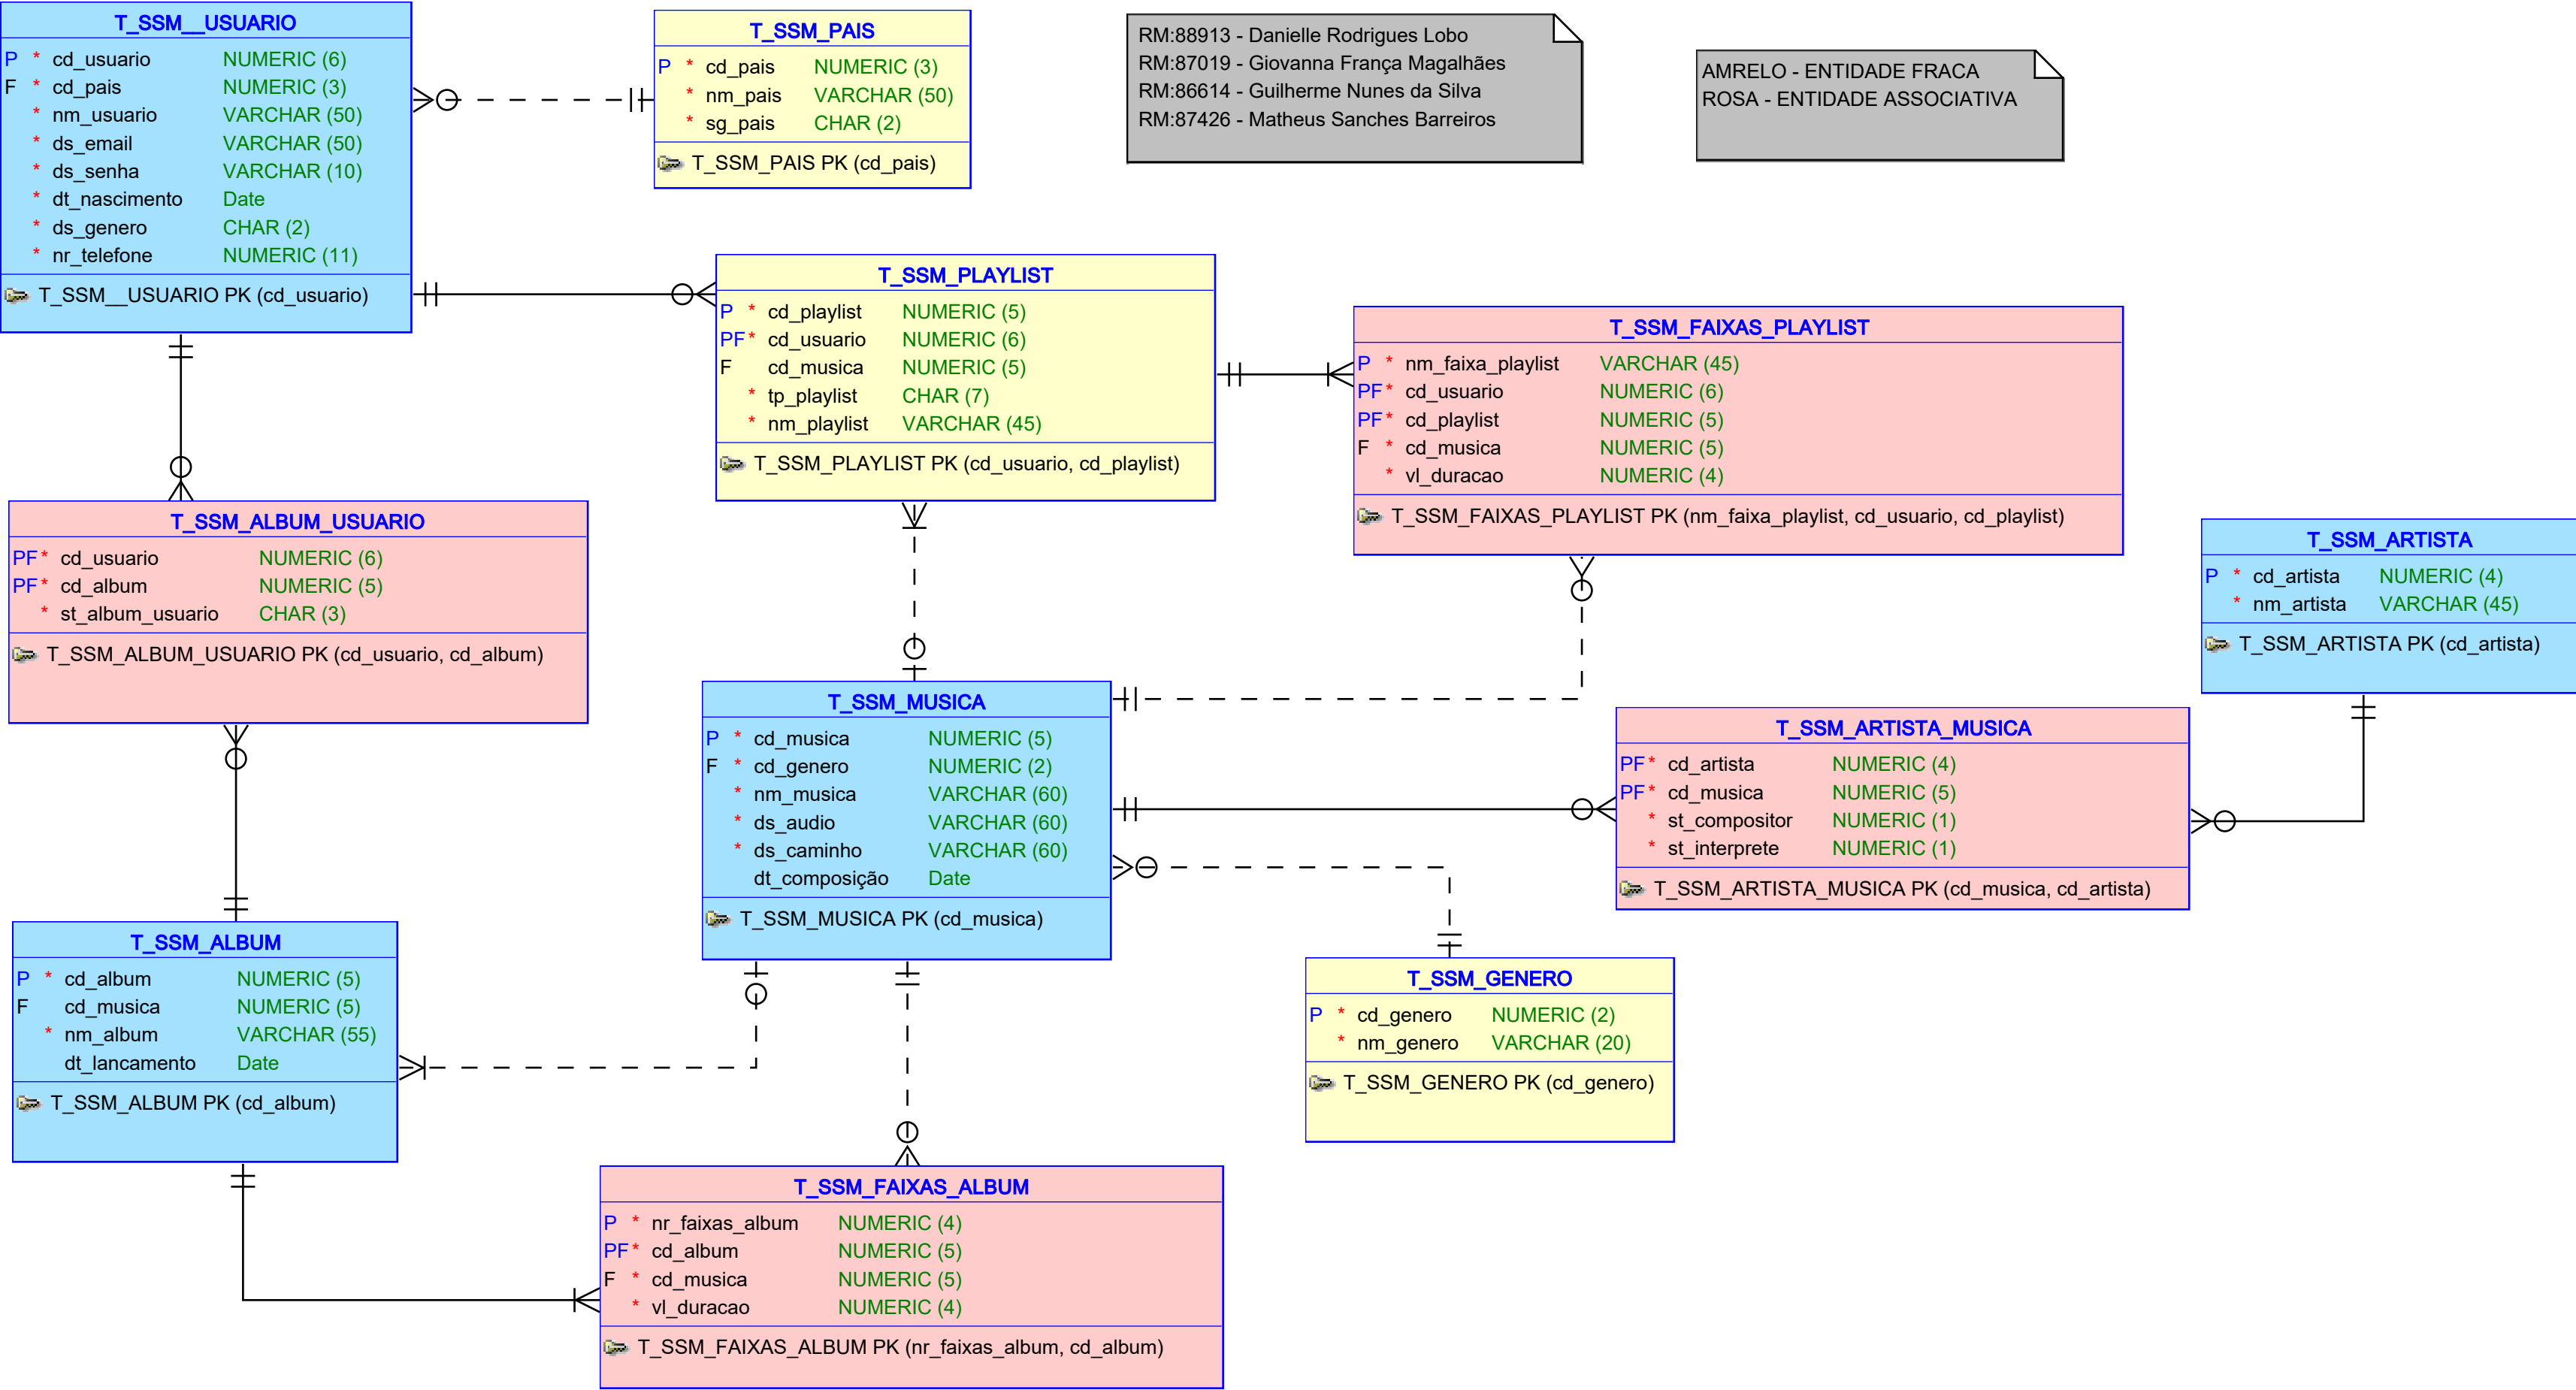 T_SSM__USUARIO
P * cd_usuario NUMERIC (6)
F * cd_pais NUMERIC (3)
* nm_usuario VARCHAR (50)
* ds_email VARCHAR (50)
* ds_senha VARCHAR (10)
* dt_nascimento Date
* ds_genero CHAR (2)
* nr_telefone NUMERIC (11)
T_SSM__USUARIO PK (cd_usuario)
T_SSM_PAIS
P * cd_pais NUMERIC (3)
* nm_pais VARCHAR (50)
* sg_pais CHAR (2)
T_SSM_PAIS PK (cd_pais)
RM:88913 - Danielle Rodrigues Lobo
RM:87019 - Giovanna França Magalhães
RM:86614 - Guilherme Nunes da Silva
RM:87426 - Matheus Sanches Barreiros
AMRELO - ENTIDADE FRACA
ROSA - ENTIDADE ASSOCIATIVA
T_SSM_PLAYLIST
P * cd_playlist NUMERIC (5)
PF * cd_usuario NUMERIC (6)
F cd_musica NUMERIC (5)
* tp_playlist CHAR (7)
* nm_playlist VARCHAR (45)
T_SSM_PLAYLIST PK (cd_usuario, cd_playlist)
T_SSM_FAIXAS_PLAYLIST
P * nm_faixa_playlist VARCHAR (45)
PF * cd_usuario NUMERIC (6)
PF * cd_playlist NUMERIC (5)
F * cd_musica NUMERIC (5)
* vl_duracao NUMERIC (4)
T_SSM_FAIXAS_PLAYLIST PK (nm_faixa_playlist, cd_usuario, cd_playlist)
T_SSM_ALBUM_USUARIO
PF * cd_usuario NUMERIC (6)
PF * cd_album NUMERIC (5)
* st_album_usuario CHAR (3)
T_SSM_ALBUM_USUARIO PK (cd_usuario, cd_album)
T_SSM_ARTISTA
P * cd_artista NUMERIC (4)
* nm_artista VARCHAR (45)
T_SSM_ARTISTA PK (cd_artista)
T_SSM_MUSICA
P * cd_musica NUMERIC (5)
F * cd_genero NUMERIC (2)
* nm_musica VARCHAR (60)
* ds_audio VARCHAR (60)
* ds_caminho VARCHAR (60)
dt_composição Date
T_SSM_MUSICA PK (cd_musica)
T_SSM_ARTISTA_MUSICA
PF * cd_artista NUMERIC (4)
PF * cd_musica NUMERIC (5)
* st_compositor NUMERIC (1)
* st_interprete NUMERIC (1)
T_SSM_ARTISTA_MUSICA PK (cd_musica, cd_artista)
T_SSM_ALBUM
P * cd_album NUMERIC (5)
F cd_musica NUMERIC (5)
* nm_album VARCHAR (55)
dt_lancamento Date
T_SSM_ALBUM PK (cd_album)
T_SSM_GENERO
P * cd_genero NUMERIC (2)
* nm_genero VARCHAR (20)
T_SSM_GENERO PK (cd_genero)
T_SSM_FAIXAS_ALBUM
P * nr_faixas_album NUMERIC (4)
PF * cd_album NUMERIC (5)
F * cd_musica NUMERIC (5)
* vl_duracao NUMERIC (4)
T_SSM_FAIXAS_ALBUM PK (nr_faixas_album, cd_album)